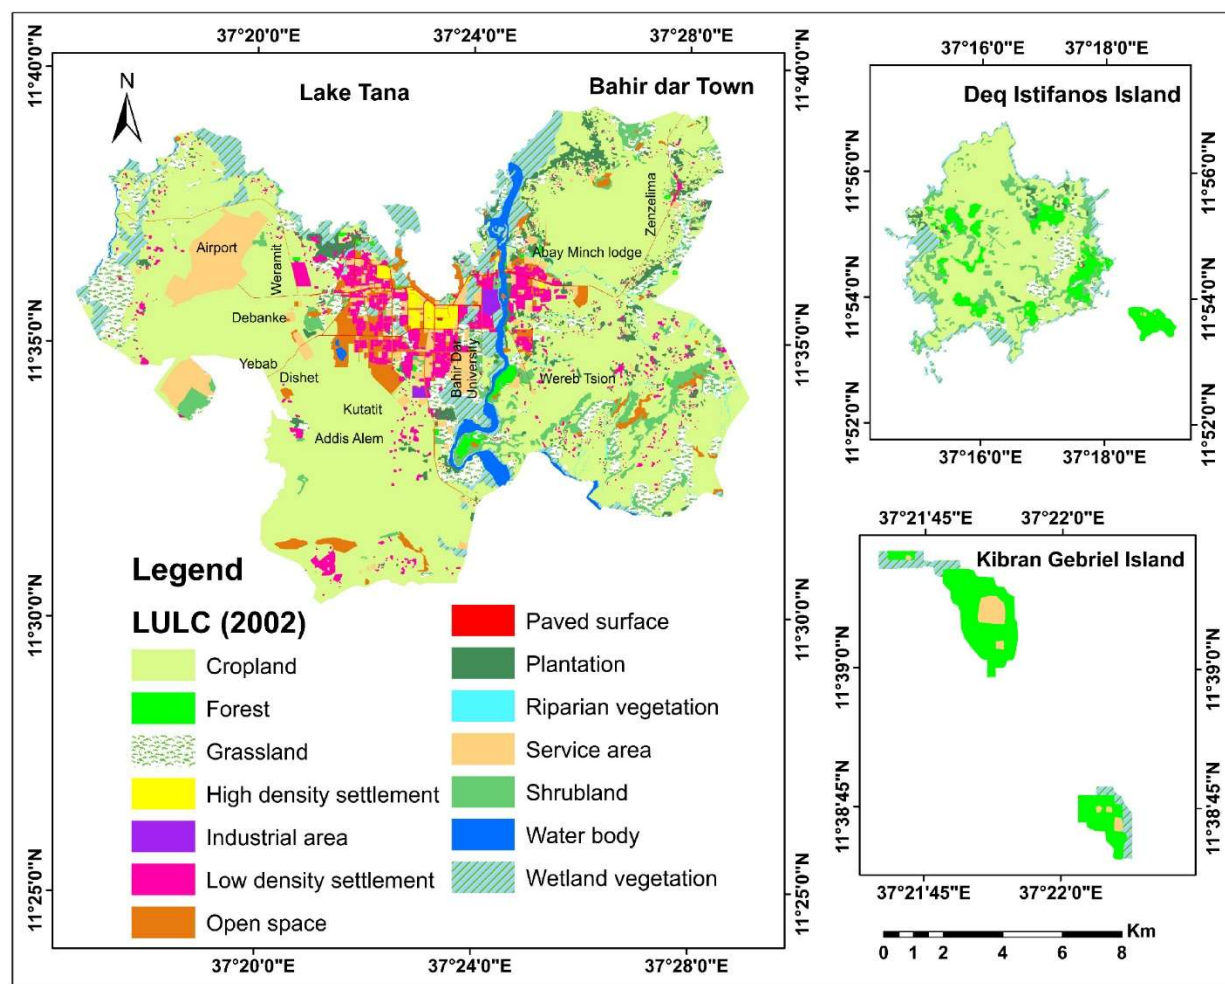 37°20'0"E
37°24'0"E
37°28'0"E
11°40'0"N
11°35'0"N
11°30'0"N
11°25'0"N
N
Lake Tana
Bahir dar Town
Airport
Weramit
Zenzelima
Abay Minch lodge
Debanke
Yebab
Dishet
Bahir Dar
University
Wereb Tsion
Kutatit
Addis Alem
11°40'0"N
11°35'0"N
11°30'0"N
11°25'0"N
Legend
LULC (2002)
Cropland
Forest
Grassland
High density settlement
Industrial area
Low density settlement
Open space
Paved surface
Plantation
Riparian vegetation
Service area
Shrubland
Water body
Wetland vegetation
37°20'0"E
37°24'0"E
37°28'0"E
37°16'0"E
37°18'0"E
Deq Istifanos Island
11°56'0"N
11°54'0"N
11°52'0"N
11°56'0"N
11°54'0"N
11°52'0"N
37°16'0"E
37°18'0"E
37°21'45"E
37°22'0"E
Kibran Gebriel Island
11°39'0"N
11°38'45"N
11°39'0"N
11°38'45"N
37°21'45"E
37°22'0"E
Km
0 1 2 4 6 8